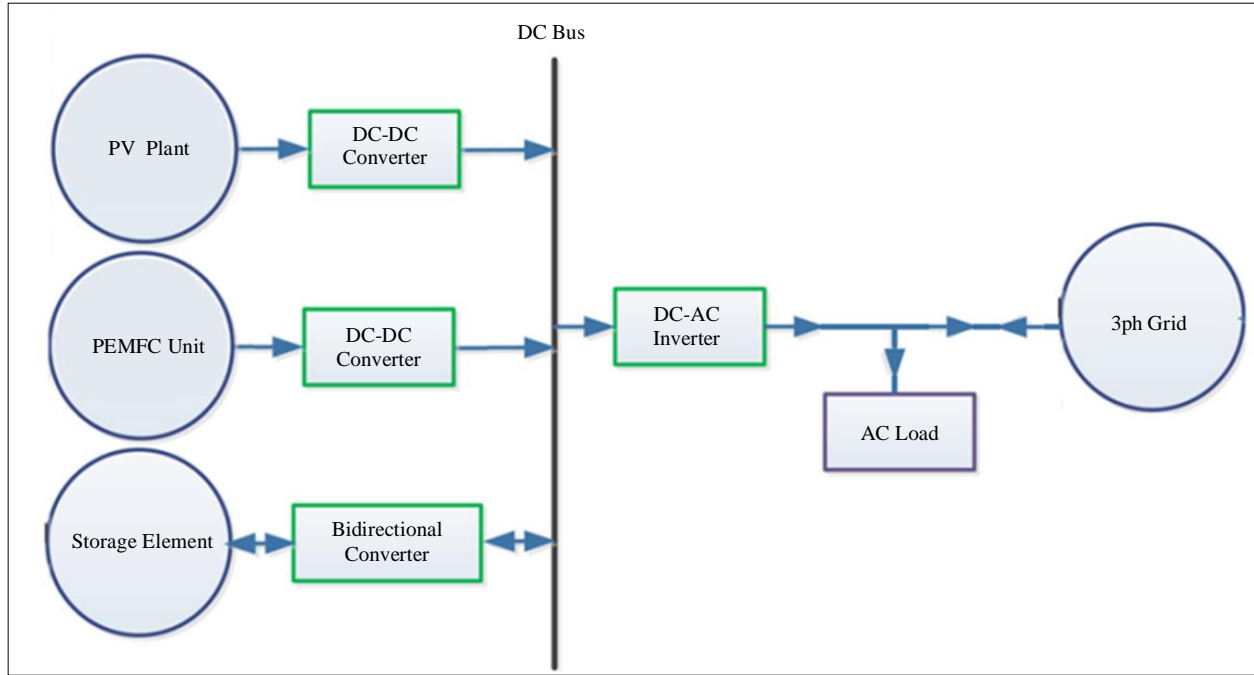 DC Bus
PV Plant
DC-DC
Converter
PEMFC Unit
DC-DC
Converter
DC-AC
Inverter
3ph Grid
AC Load
Storage Element
Bidirectional
Converter